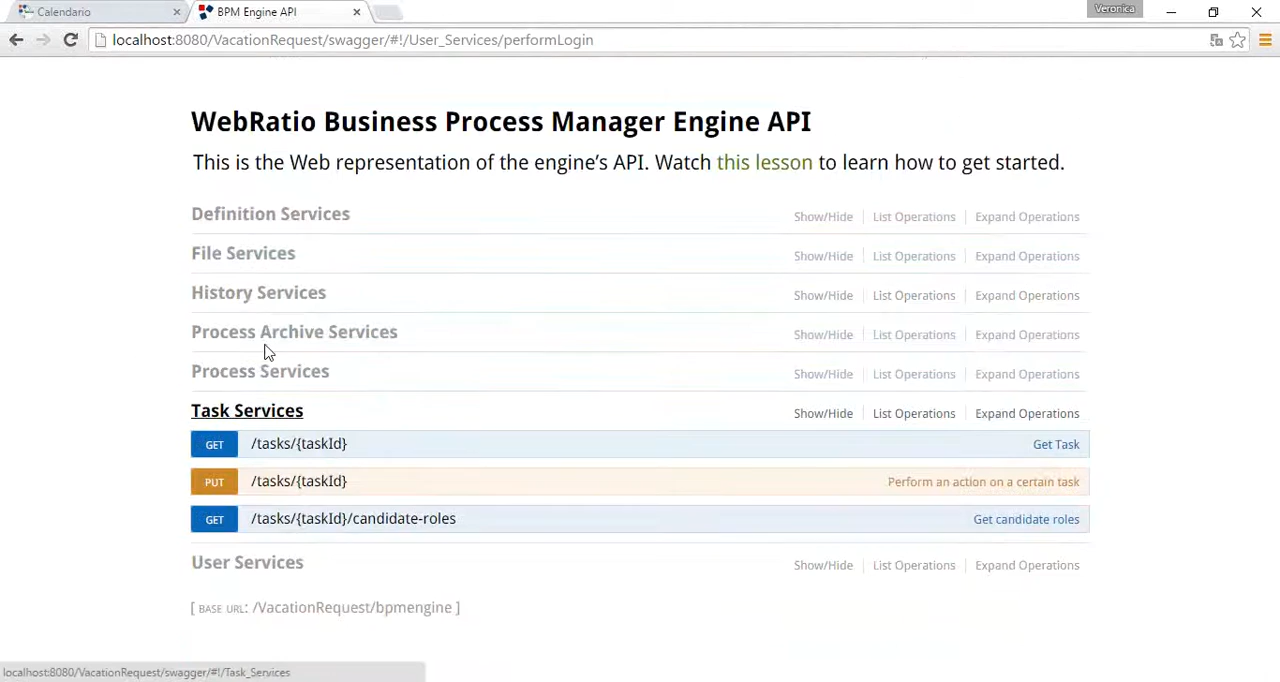 Calendario
BPM Engine API
Veronica
localhost:8080/VacationRequest/swagger/#!/User_Services/performLogin
WebRatio Business Process Manager Engine API
This is the Web representation of the engine's API. Watch this lesson to learn how to get started.
Definition Services Show/Hide List Operations Expand Operations
File Services Show/Hide List Operations Expand Operations
History Services Show/Hide List Operations Expand Operations
Process Archive Services Show/Hide List Operations Expand Operations
Process Services Show/Hide List Operations Expand Operations
Task Services Show/Hide List Operations Expand Operations
GET /tasks/{taskId} Get Task
PUT /tasks/{taskId} Perform an action on a certain task
GET /tasks/{taskId}/candidate-roles Get candidate roles
User Services Show/Hide List Operations Expand Operations
[ BASE URL: /VacationRequest/bpmengine ]
localhost:8080/VacationRequest/swagger/#!/Task_Services